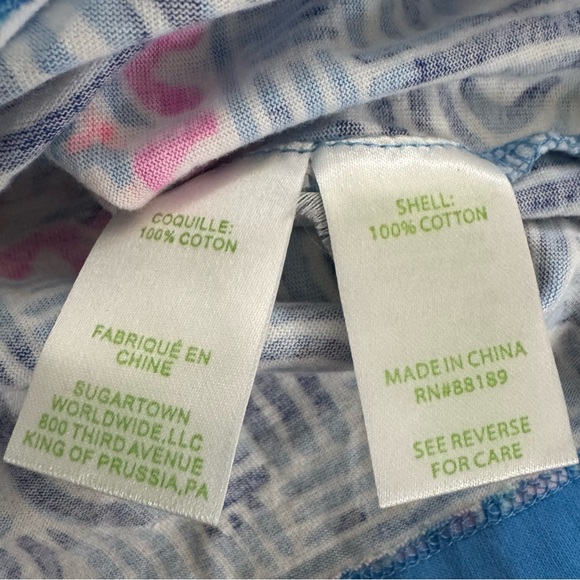 COQUILLE:
100% COTON
FABRIQUÉ EN
CHINE
SUGARTOWN
WORLDWIDE,LLC
800 THIRD AVENUE
KING OF PRUSSIA,PA
SHELL:
100% COTTON
MADE IN CHINA
RN#88189
SEE REVERSE
FOR CARE